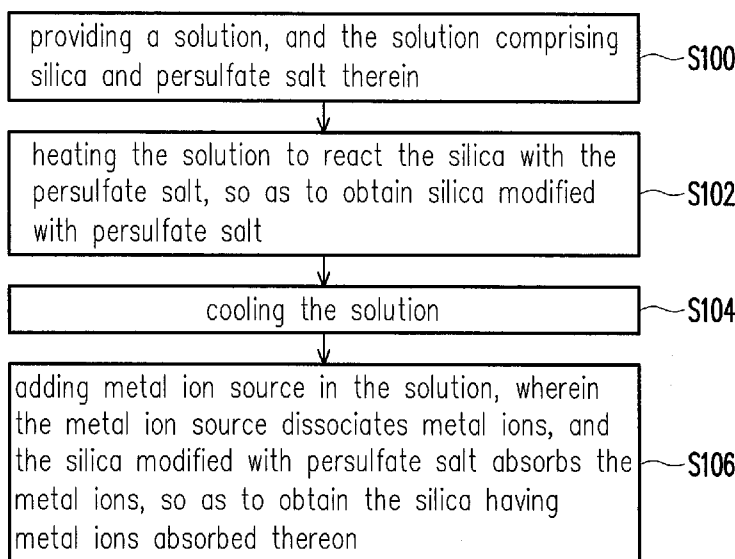 providing a solution, and the solution comprising
silica and persulfate salt therein
S100
heating the solution to react the silica with the
persulfate salt, so as to obtain silica modified
with persulfate salt
S102
cooling the solution
S104
adding metal ion source in the solution, wherein
the metal ion source dissociates metal ions, and
the silica modified with persulfate salt absorbs the
metal ions, so as to obtain the silica having
metal ions absorbed thereon
S106